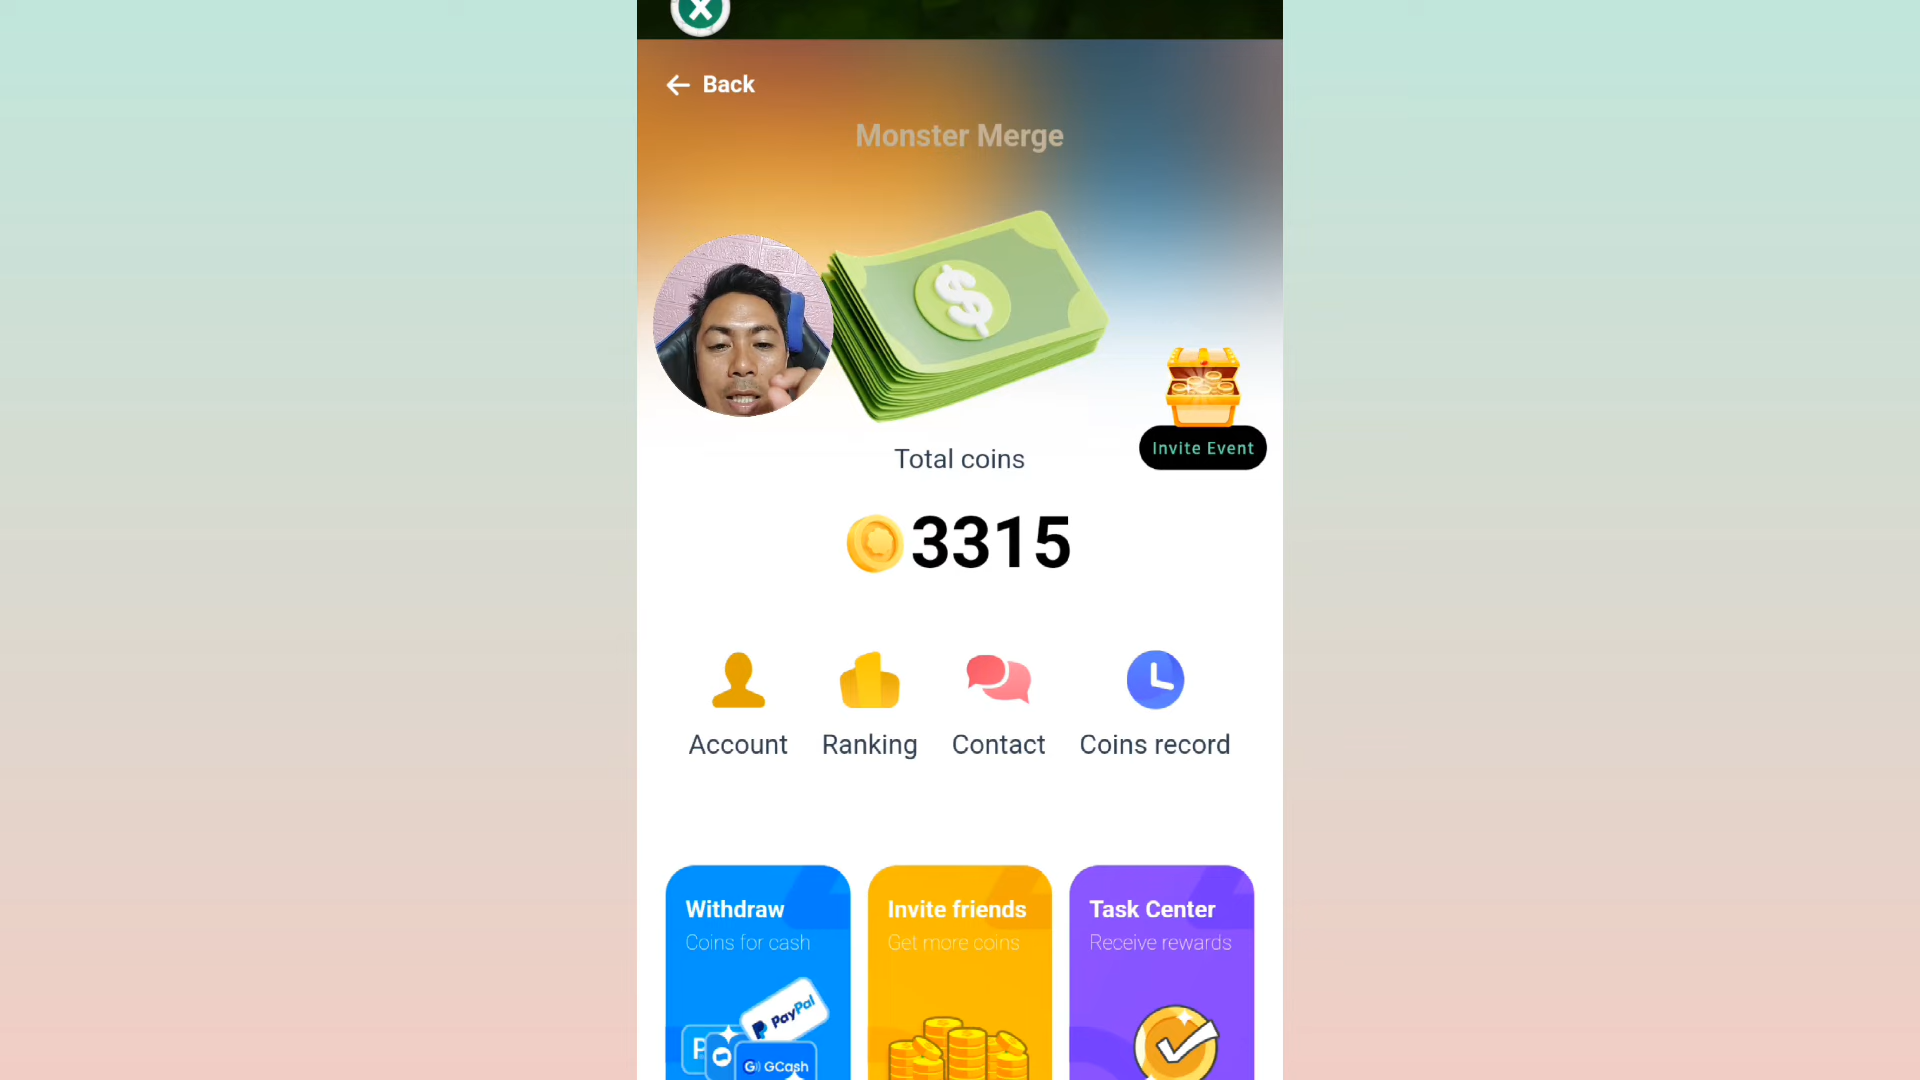 Back
Monster Merge
Invite Event
Total coins
3315
Account Ranking Contact Coins record
Withdraw Invite friends Task Center
Coins for cash Get more coins Receive rewards
PayPal
P
GCash